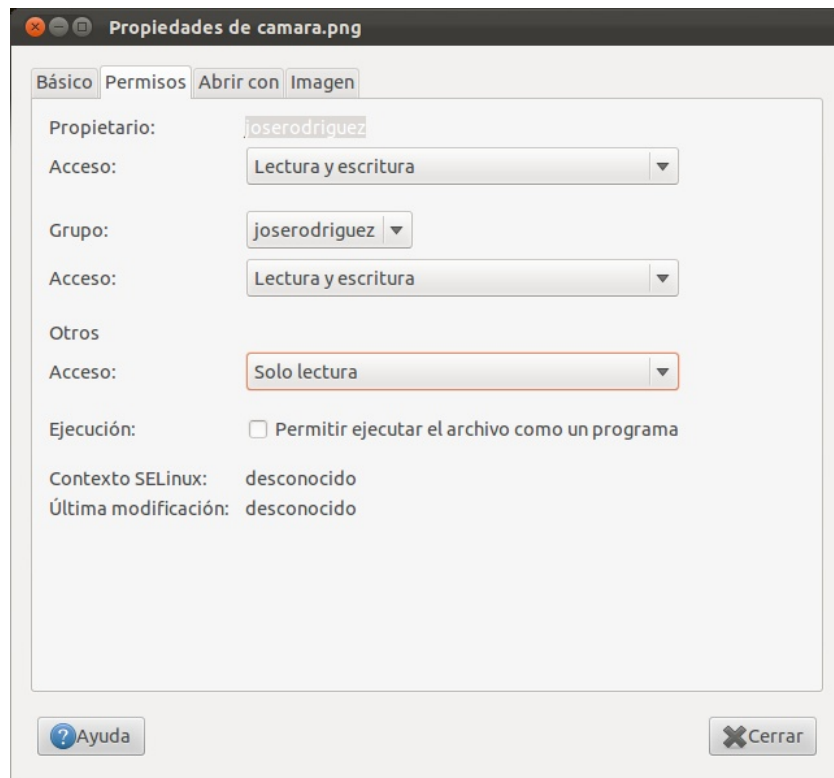 Propiedades de camara.png
Básico Permisos Abrir con Imagen
Propietario: joserodriguez
Acceso: Lectura y escritura
Grupo: joserodriguez
Acceso: Lectura y escritura
Otros
Acceso: Solo lectura
Ejecución: Permitir ejecutar el archivo como un programa
Contexto SELinux: desconocido
Última modificación: desconocido
Ayuda Cerrar